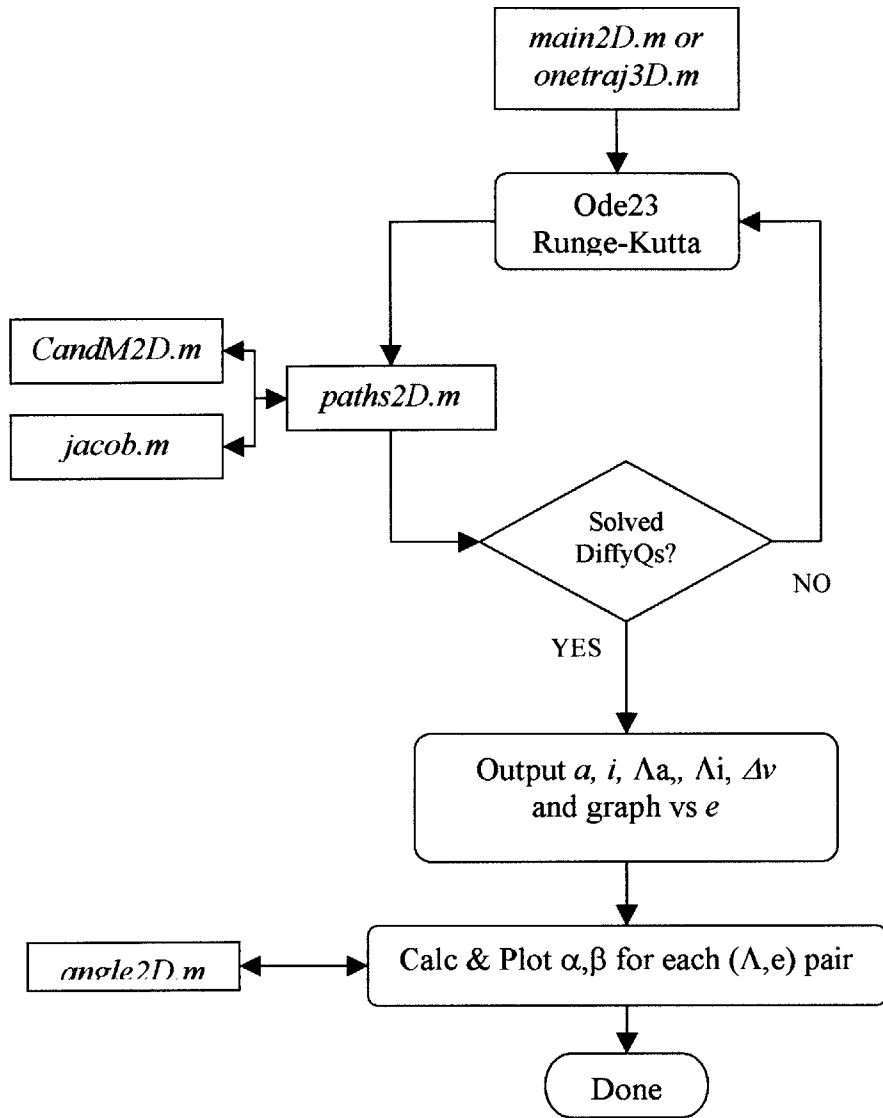 main2D.m or
onetraj3D.m
Ode23
Runge-Kutta
CandM2D.m
paths2D.m
jacob.m
Solved
DiffyQs?
NO
YES
Output a, i, Λa,, Λi, Δv
and graph vs e
Calc & Plot α,β for each (Λ,e) pair
angle2D.m
Done